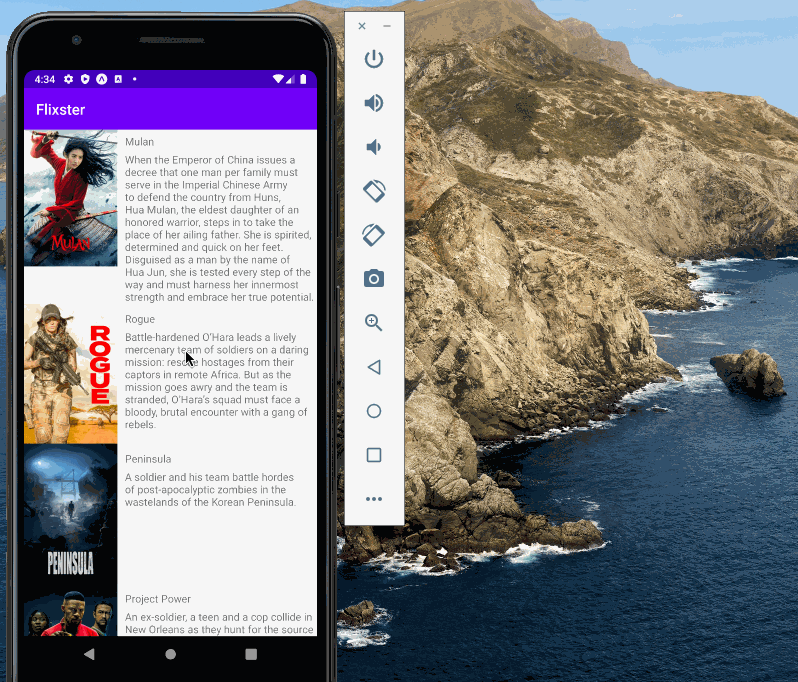 4:34
Flixster
MULAN
Mulan
When the Emperor of China issues a
decree that one man per family must
serve in the Imperial Chinese Army
to defend the country from Huns,
Hua Mulan, the eldest daughter of an
honored warrior, steps in to take the
place of her ailing father. She is spirited,
determined and quick on her feet.
Disguised as a man by the name of
Hua Jun, she is tested every step of the
way and must harness her innermost
strength and embrace her true potential.
ROGUE
Rogue
Battle-hardened O'Hara leads a lively
mercenary team of soldiers on a daring
mission: rescue hostages from their
captors in remote Africa. But as the
mission goes awry and the team is
stranded, O'Hara's squad must face a
bloody, brutal encounter with a gang of
rebels.
PENINSULA
Peninsula
A soldier and his team battle hordes
of post-apocalyptic zombies in the
wastelands of the Korean Peninsula.
Project Power
An ex-soldier, a teen and a cop collide in
New Orleans as they hunt for the source